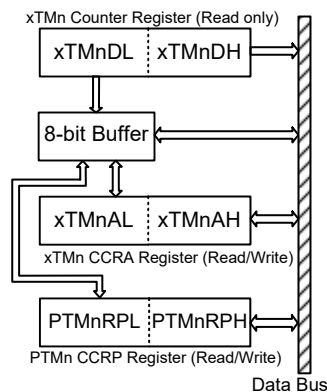 xTMn Counter Register (Read only)
xTMnDL xTMnDH
8-bit Buffer
xTMnAL xTMnAH
xTMn CCRA Register (Read/Write)
PTMnRPL PTMnRPH
PTMn CCRP Register (Read/Write)
Data Bus